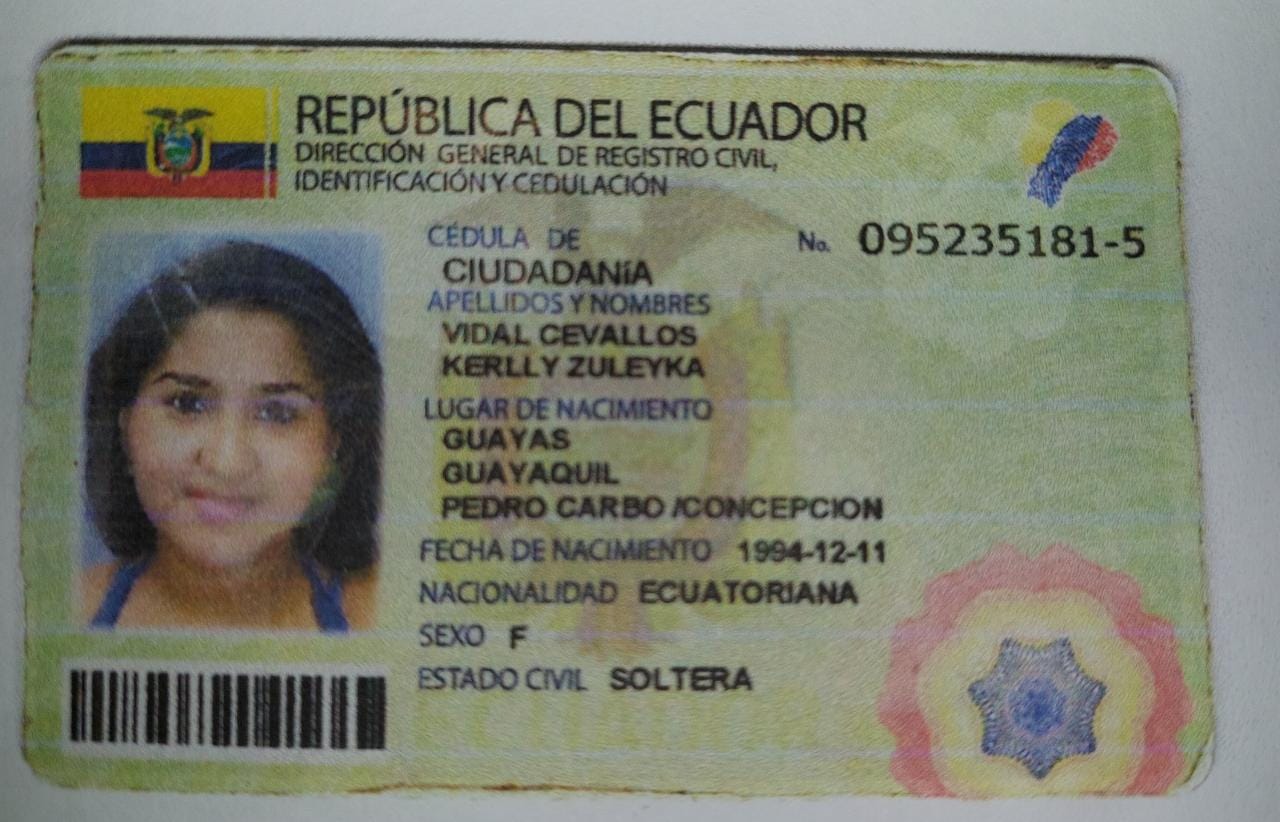 REPÚBLICA DEL ECUADOR
DIRECCIÓN GENERAL DE REGISTRO CIVIL,
IDENTIFICACIÓN Y CEDULACIÓN
CÉDULA DE No. 095235181-5
CIUDADANíA
APELLIDOS Y NOMBRES
VIDAL CEVALLOS
KERLLY ZULEYKA
LUGAR DE NACIMIENTO
GUAYAS
GUAYAQUIL
PEDRO CARBO /CONCEPCION
FECHA DE NACIMIENTO 1994-12-11
NACIONALIDAD ECUATORIANA
SEXO F
ESTADO CIVIL SOLTERA